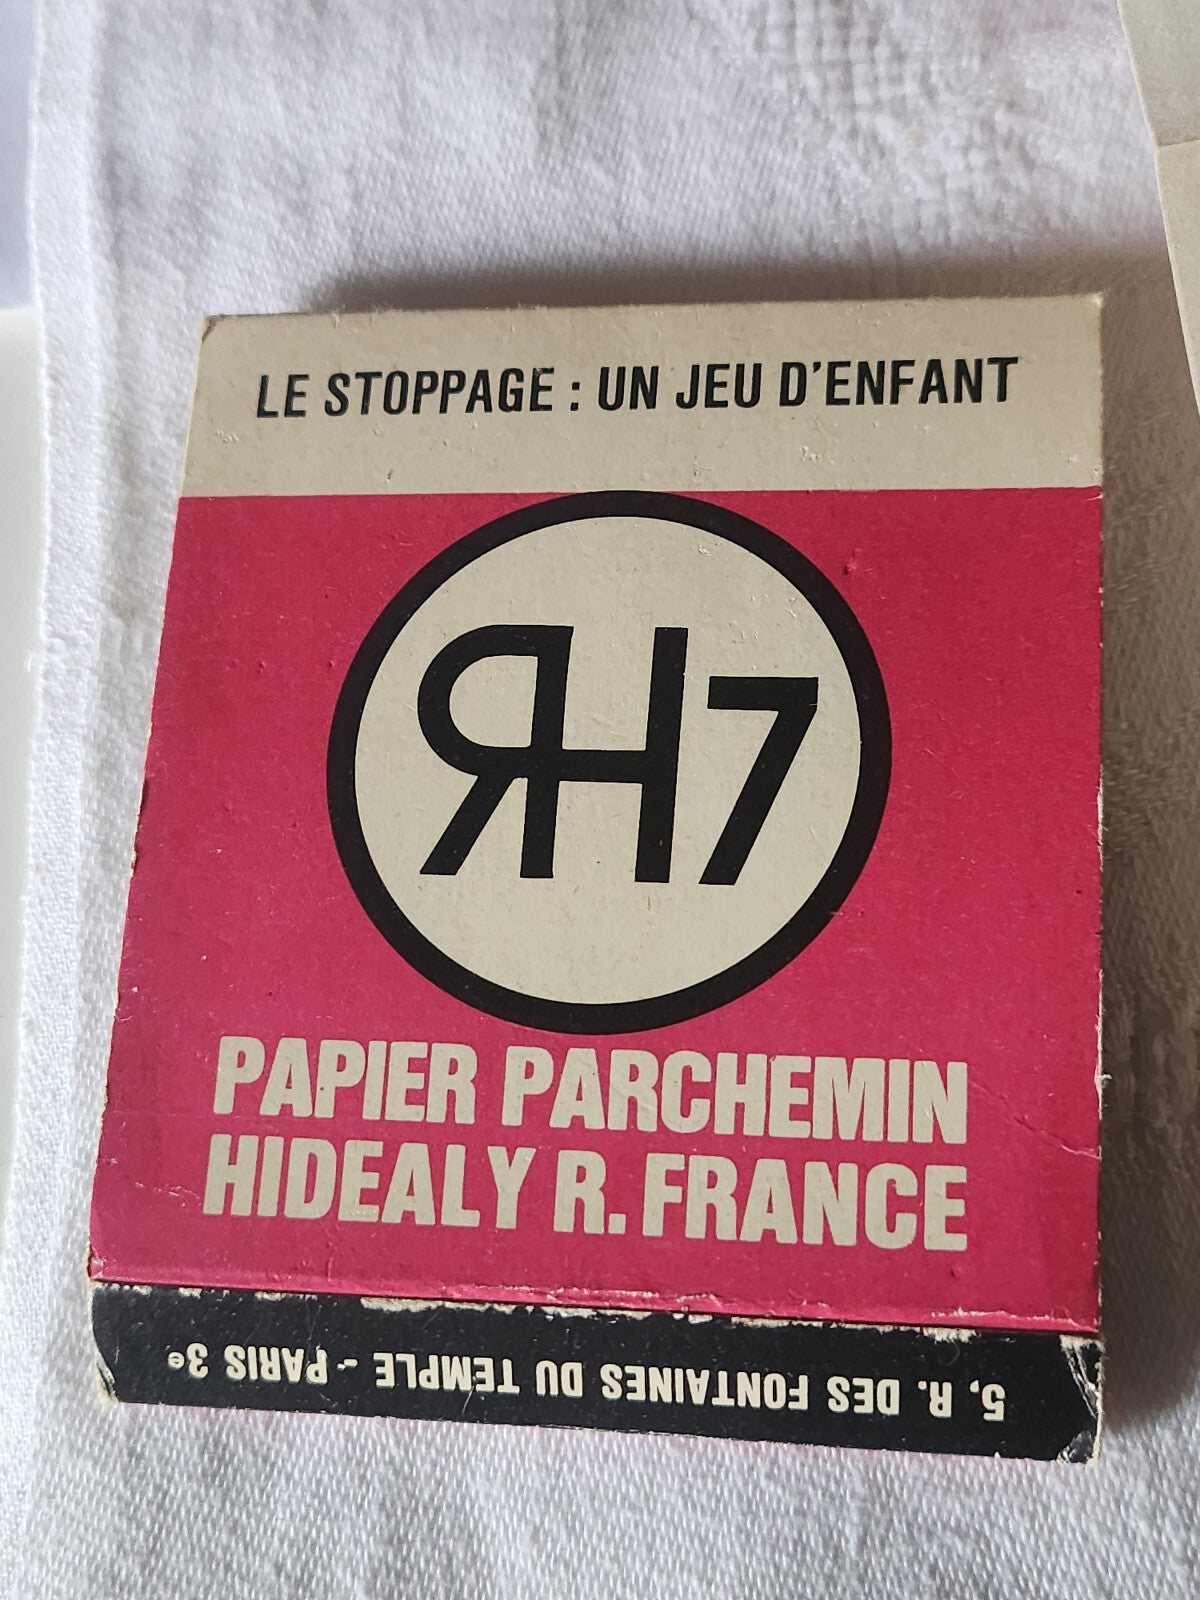 LE STOPPAGE : UN JEU D'ENFANT
RH7
PAPIER PARCHEMIN
HIDEALY R. FRANCE
5, R. DES FONTAINES DU TEMPLE - PARIS 3e